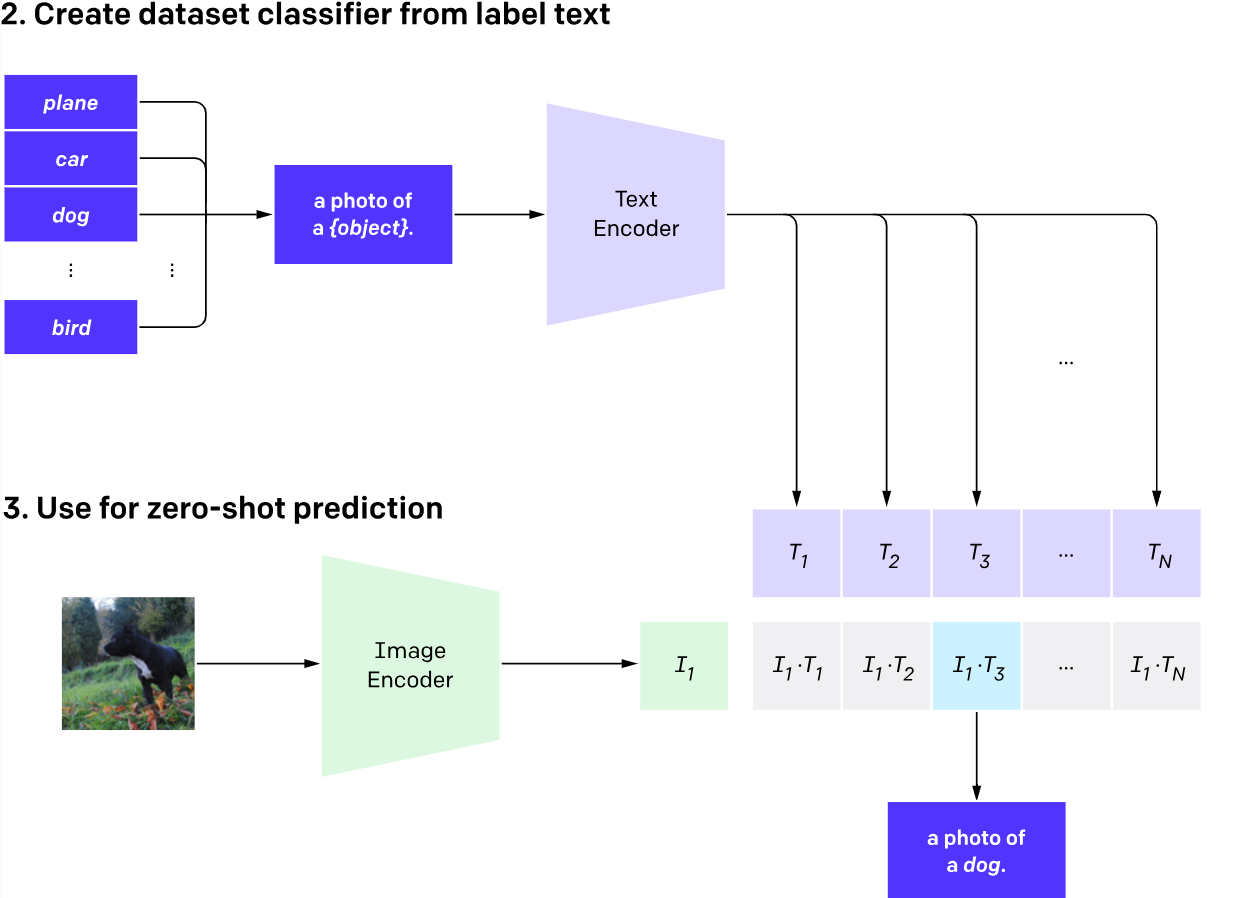 2. Create dataset classifier from label text
plane
car
dog
⋮ ⋮
bird
a photo of
a {object}.
Text
Encoder
...
3. Use for zero-shot prediction
Image
Encoder
T1 T2 T3 ... TN
I1 I1·T1 I1·T2 I1·T3 ... I1·TN
a photo of
a dog.